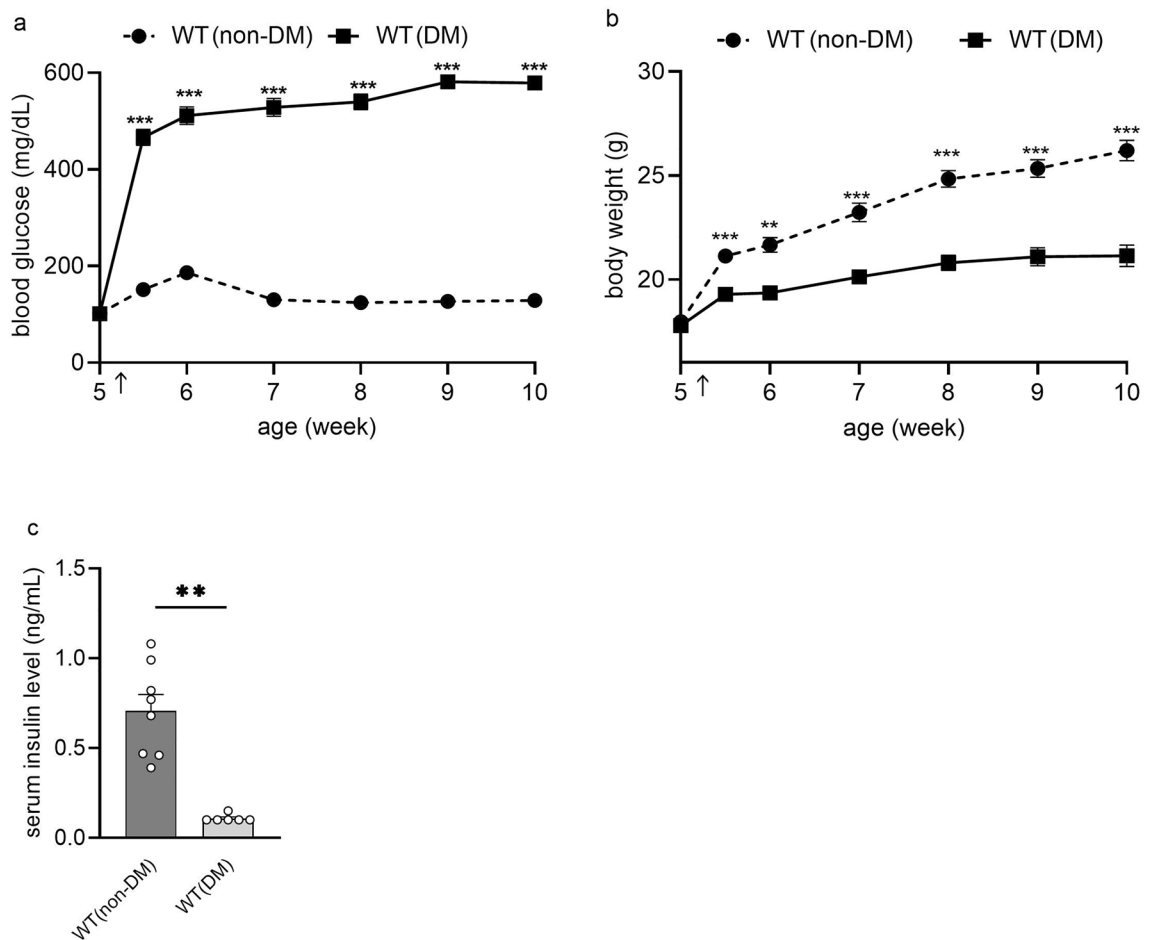 a
WT (non-DM) WT (DM)
blood glucose (mg/dL)
600
400
200
0
*** *** *** *** *** ***
5 ↑ 6 7 8 9 10
age (week)
b
WT (non-DM) WT (DM)
body weight (g)
30
25
20
*** ** *** *** *** ***
5 ↑ 6 7 8 9 10
age (week)
c
serum insulin level (ng/mL)
1.5
1.0
0.5
0.0
**
WT(non-DM)
WT(DM)